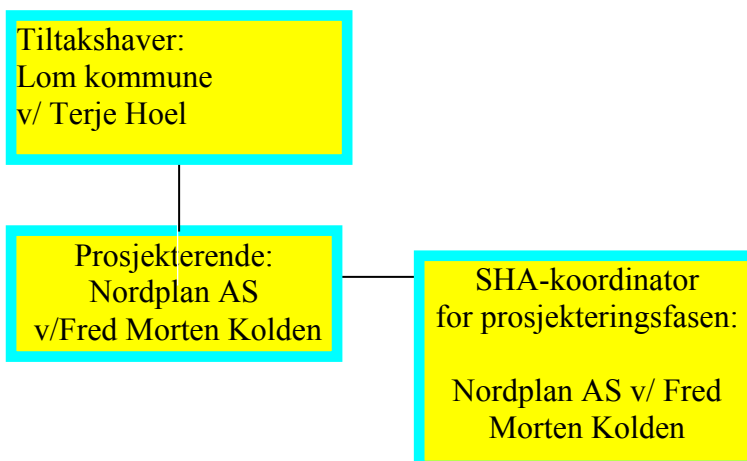 Tiltakshaver:
Lom kommune
v/ Terje Hoel
Prosjekterende:
Nordplan AS
v/Fred Morten Kolden
SHA-koordinator
for prosjekteringsfasen:
Nordplan AS v/ Fred
Morten Kolden